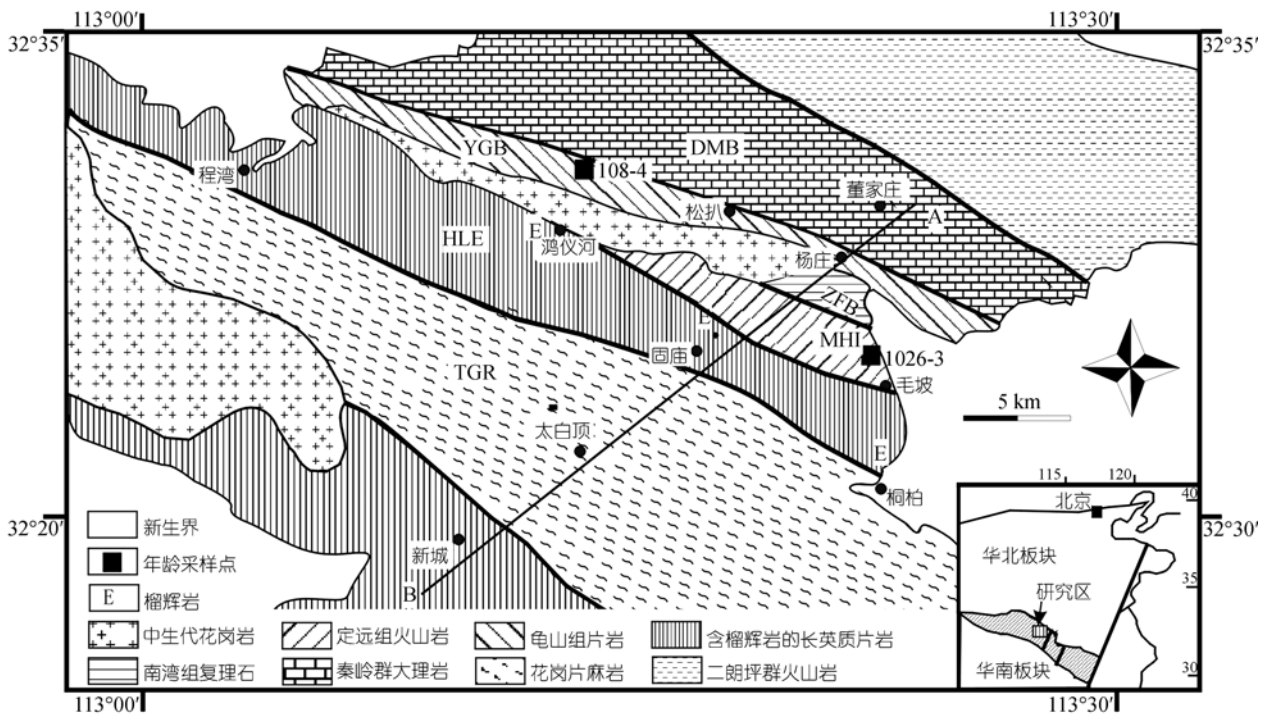 113°00′
113°30′
32°35′
32°35′
YGB
DMB
108-4
程湾
董家庄
松扒
A
HLE
E
鸿仪河
杨庄
ZFB
E
MHI
1026-3
固庙
TGR
毛坡
5 km
太白顶
E
桐柏
115
120
北京
40
32°20′
32°30′
新生界
年龄采样点
新城
华北板块
E
榴辉岩
B
35
研究区
中生代花岗岩
定远组火山岩
龟山组片岩
含榴辉岩的长英质片岩
南湾组复理石
秦岭群大理岩
花岗片麻岩
二朗坪群火山岩
华南板块
30
113°00′
113°30′